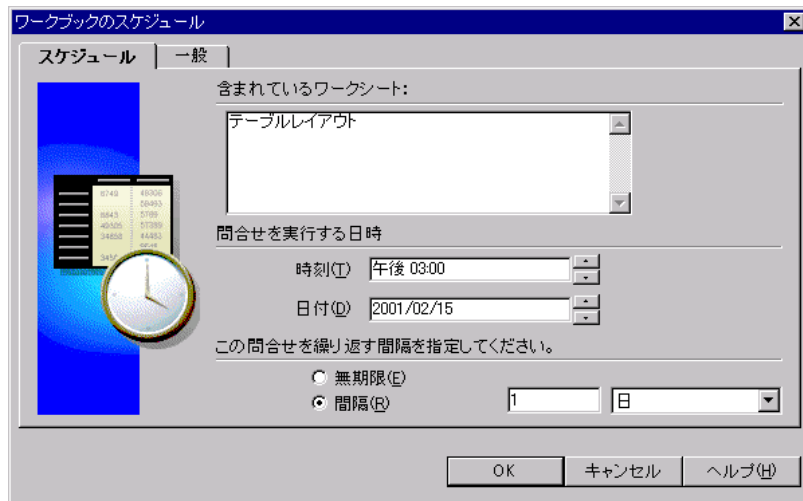 ワークブックのスケジュール
スケジュール 一般
含まれているワークシート:
テーブルレイアウト
問合せを実行する日時
時刻(T) 午後 03:00
日付(D) 2001/02/15
この問合せを繰り返す間隔を指定してください。
無期限(E)
間隔(R) 1 日
OK キャンセル ヘルプ(H)